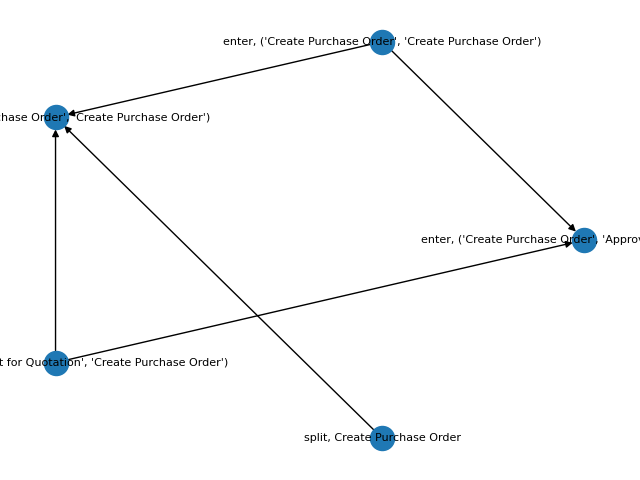 enter, ('Create Purchase Order', 'Create Purchase Order')
hase Order', 'Create Purchase Order')
enter, ('Create Purchase Order', 'Approv
t for Quotation', 'Create Purchase Order')
split, Create Purchase Order